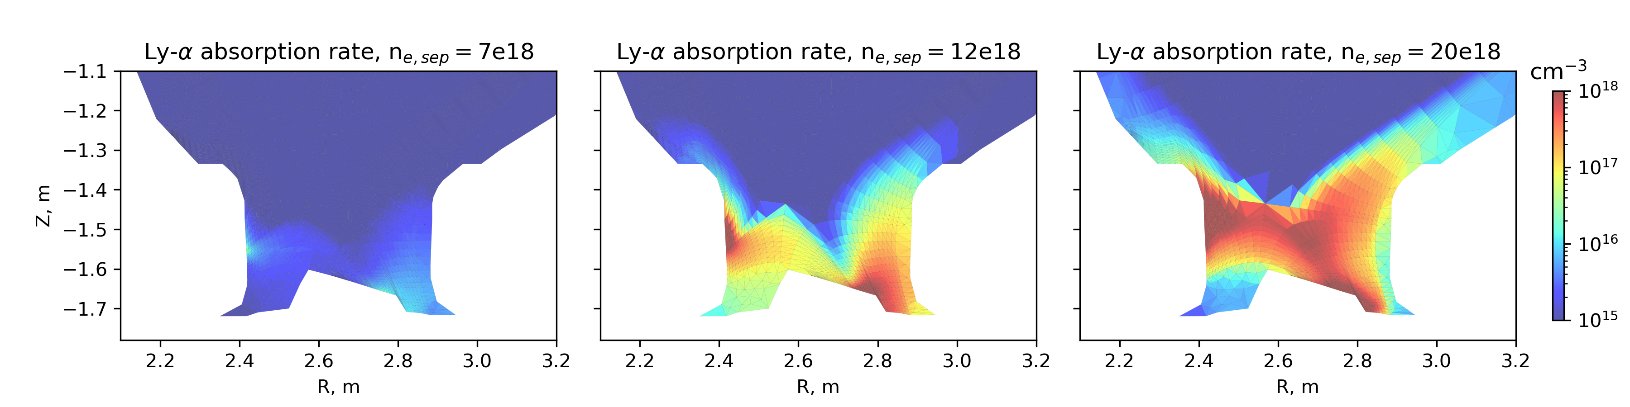 Ly-α absorption rate, n_{e,sep} = 7e18
Ly-α absorption rate, n_{e,sep} = 12e18
Ly-α absorption rate, n_{e,sep} = 20e18
cm⁻³
−1.1
−1.2
−1.3
−1.4
−1.5
−1.6
−1.7
Z, m
10¹⁸
10¹⁷
10¹⁶
10¹⁵
2.2 2.4 2.6 2.8 3.0 3.2
2.2 2.4 2.6 2.8 3.0 3.2
2.2 2.4 2.6 2.8 3.0 3.2
R, m
R, m
R, m